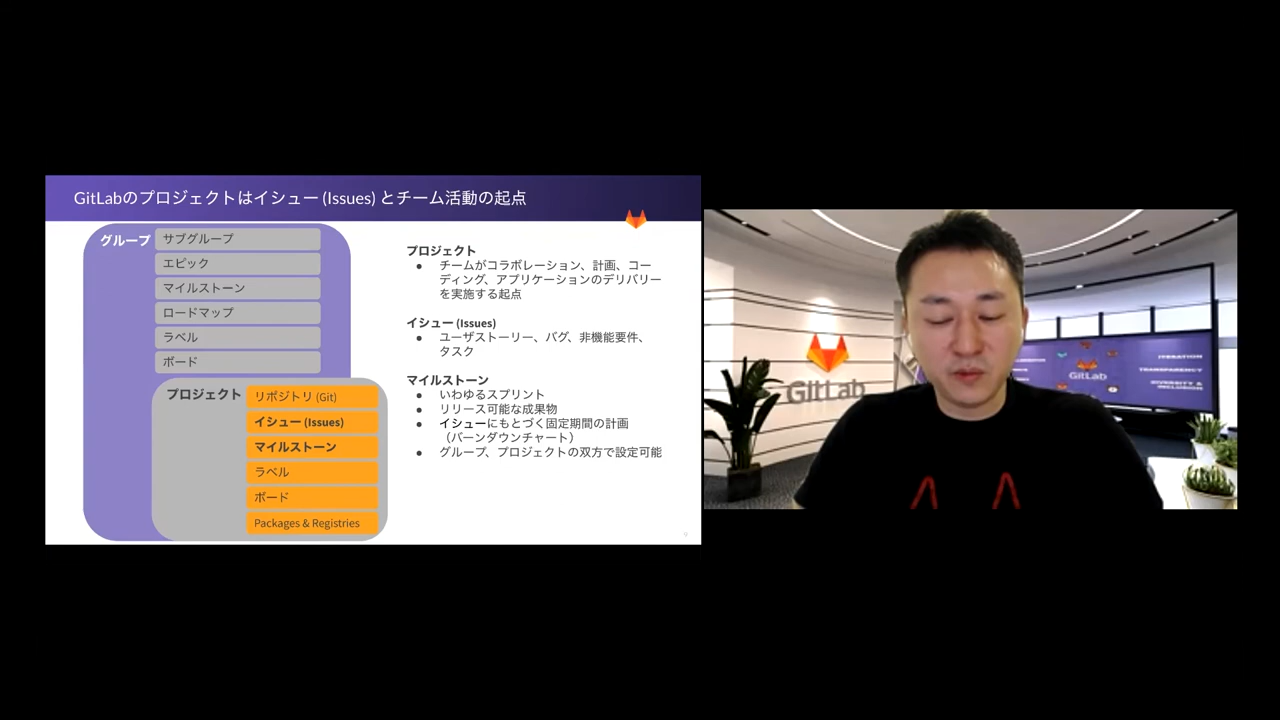 GitLabのプロジェクトはイシュー (Issues) とチーム活動の起点
グループ
サブグループ
エピック
マイルストーン
ロードマップ
ラベル
ボード
プロジェクト
リポジトリ (Git)
イシュー (Issues)
マイルストーン
ラベル
ボード
Packages & Registries
プロジェクト
● チームがコラボレーション、計画、コー
ディング、アプリケーションのデリバリー
を実施する起点
イシュー (Issues)
● ユーザストーリー、バグ、非機能要件、
タスク
マイルストーン
● いわゆるスプリント
● リリース可能な成果物
● イシューにもとづく固定期間の計画
（バーンダウンチャート）
● グループ、プロジェクトの双方で設定可能
GitLab
GitLab
ITERATION
TRANSPARENCY
DIVERSITY &
INCLUSION